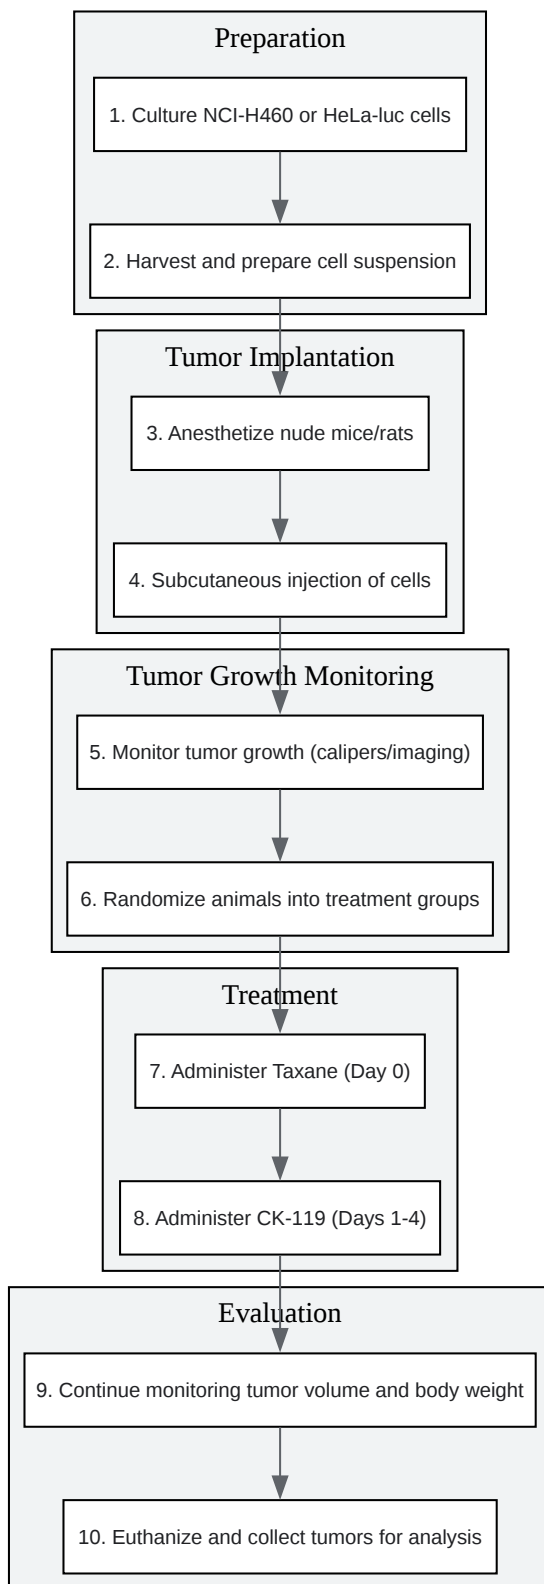 Preparation
1. Culture NCI-H460 or HeLa-luc cells
2. Harvest and prepare cell suspension
Tumor Implantation
3. Anesthetize nude mice/rats
4. Subcutaneous injection of cells
Tumor Growth Monitoring
5. Monitor tumor growth (calipers/imaging)
6. Randomize animals into treatment groups
Treatment
7. Administer Taxane (Day 0)
8. Administer CK-119 (Days 1-4)
Evaluation
9. Continue monitoring tumor volume and body weight
10. Euthanize and collect tumors for analysis